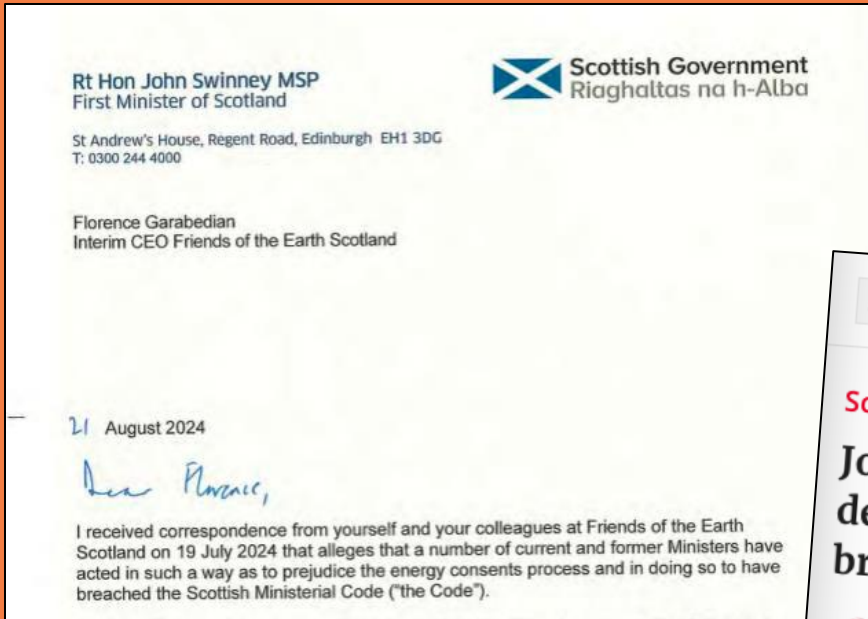 Rt Hon John Swinney MSP
First Minister of Scotland
St Andrew's House, Regent Road, Edinburgh EH1 3DG
T: 0300 244 4000
Scottish Government
Riaghaltas na h-Alba
Florence Garabedian
Interim CEO Friends of the Earth Scotland
21 August 2024
Dear Florence,
I received correspondence from yourself and your colleagues at Friends of the Earth
Scotland on 19 July 2024 that alleges that a number of current and former Ministers have
acted in such a way as to prejudice the energy consents process and in doing so to have
breached the Scottish Ministerial Code ("the Code").